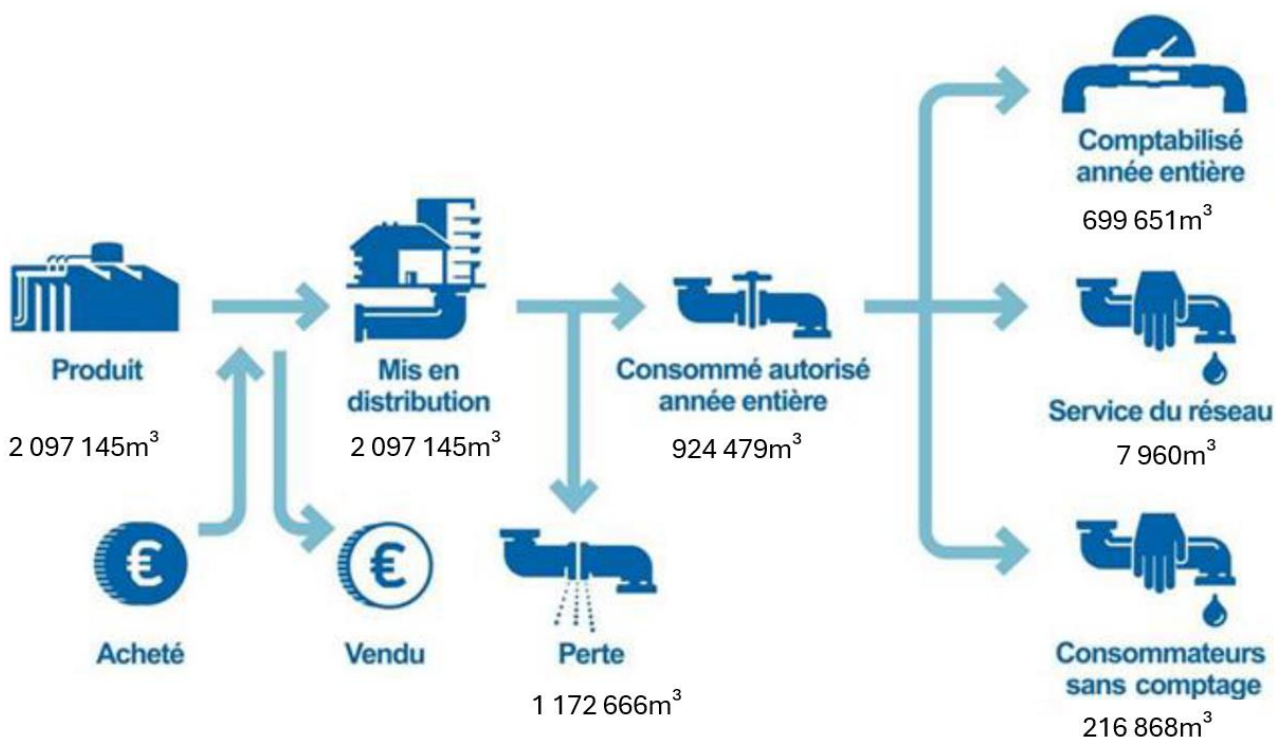 Comptabilisé
année entière
699 651m³
Produit
2 097 145m³
Mis en
distribution
2 097 145m³
Consommé autorisé
année entière
924 479m³
Service du réseau
7 960m³
€
Acheté
€
Vendu
Perte
1 172 666m³
Consommateurs
sans comptage
216 868m³